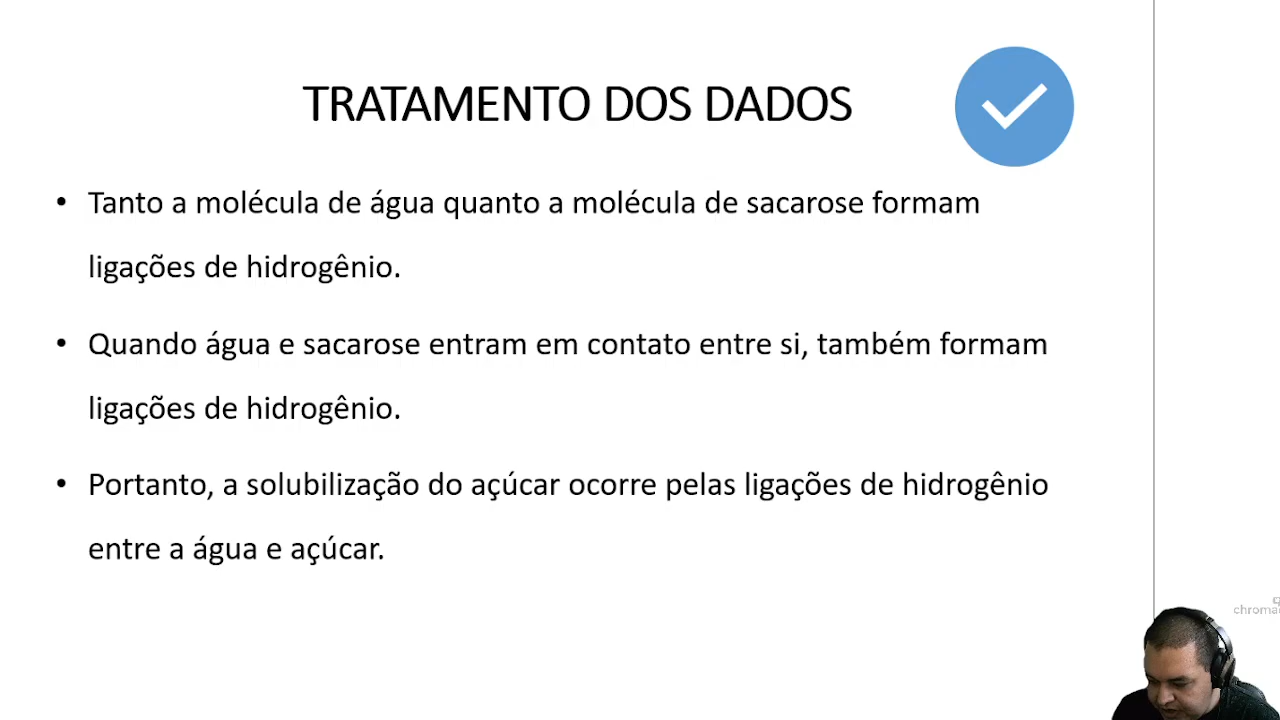 TRATAMENTO DOS DADOS
• Tanto a molécula de água quanto a molécula de sacarose formam
ligações de hidrogênio.
• Quando água e sacarose entram em contato entre si, também formam
ligações de hidrogênio.
• Portanto, a solubilização do açúcar ocorre pelas ligações de hidrogênio
entre a água e açúcar.